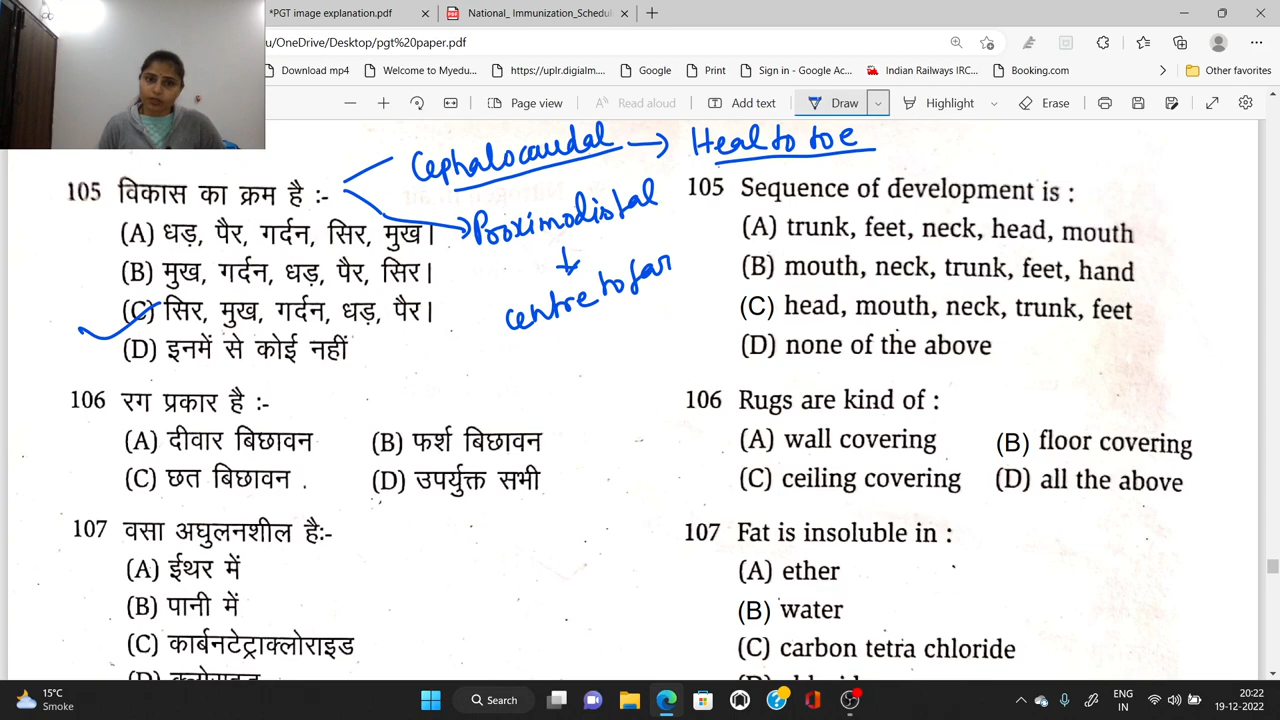 *PGT image explanation.pdf
National_ Immunization_Schedul
u/OneDrive/Desktop/pgt%20paper.pdf
Download mp4
Welcome to Myedu...
https://uplr.digialm....
Google
Print
Sign in - Google Ac...
Indian Railways IRC...
Booking.com
Other favorites
Page view
Read aloud
Add text
Draw
Highlight
Erase
Cephalocaudal → Heal to toe
Proximodistal
centre to far
105 विकास का क्रम है :-
(A) धड़, पैर, गर्दन, सिर, मुख।
(B) मुख, गर्दन, धड़, पैर, सिर।
(C) सिर, मुख, गर्दन, धड़, पैर।
(D) इनमें से कोई नहीं
106 रग प्रकार है :-
(A) दीवार बिछावन (B) फर्श बिछावन
(C) छत बिछावन . (D) उपर्युक्त सभी
107 वसा अघुलनशील है:-
(A) ईथर में
(B) पानी में
(C) कार्बनटेट्राक्लोराइड
105 Sequence of development is :
(A) trunk, feet, neck, head, mouth
(B) mouth, neck, trunk, feet, hand
(C) head, mouth, neck, trunk, feet
(D) none of the above
106 Rugs are kind of :
(A) wall covering (B) floor covering
(C) ceiling covering (D) all the above
107 Fat is insoluble in :
(A) ether
(B) water
(C) carbon tetra chloride
15°C
Smoke
Search
ENG
IN
20:22
19-12-2022